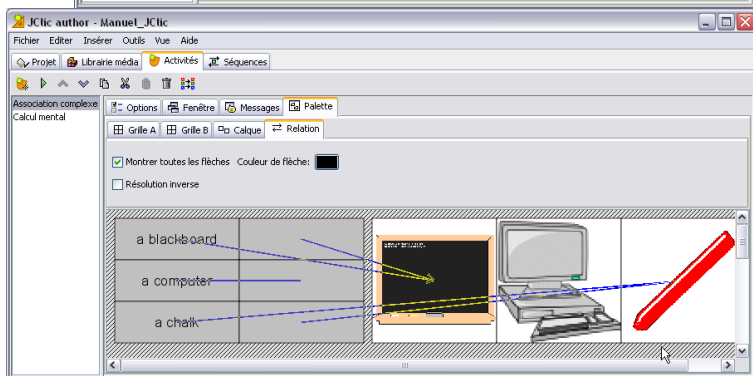 JClic author - Manuel_JClic
Fichier Editer Insérer Outils Vue Aide
Projet Librairie média Activités Séquences
Association complexe
Calcul mental
Options Fenêtre Messages Palette
Grille A Grille B Calque Relation
Montrer toutes les flèches Couleur de flèche:
Résolution inverse
a blackboard
a computer
a chalk